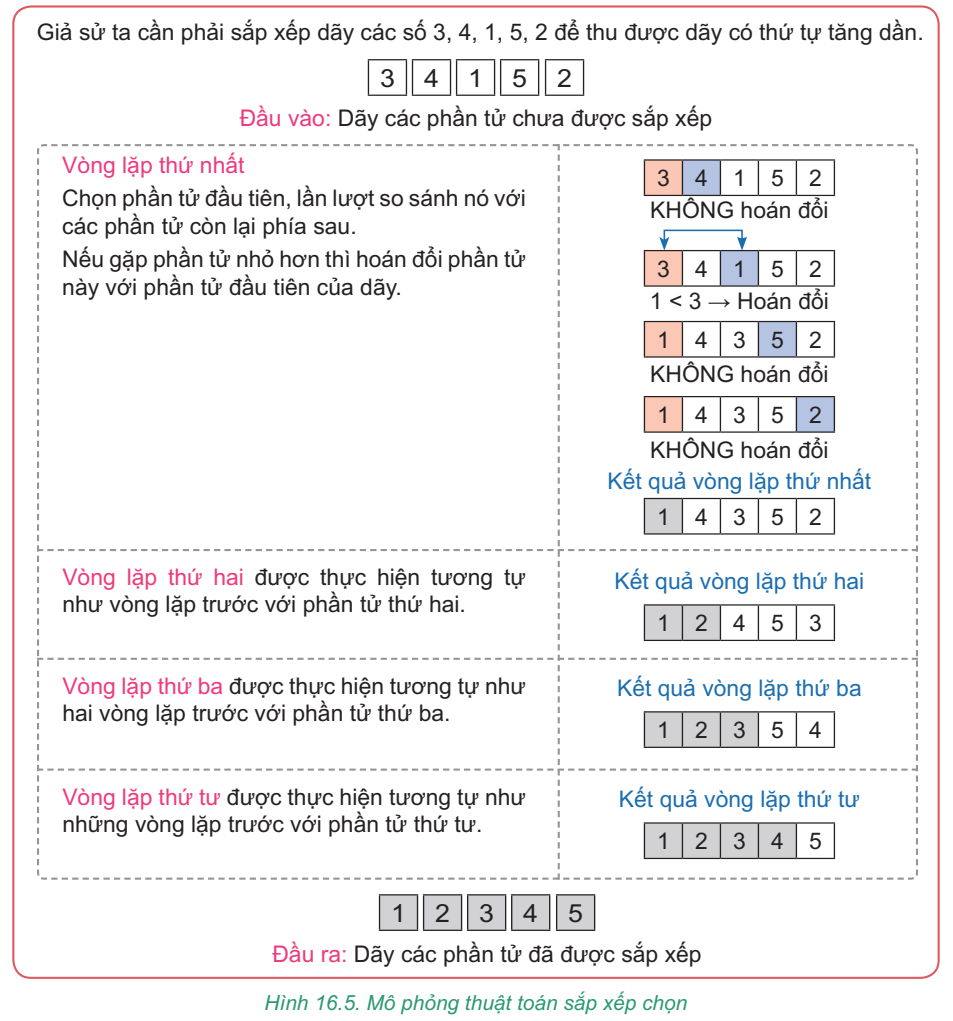 Giả sử ta cần phải sắp xếp dãy các số 3, 4, 1, 5, 2 để thu được dãy có thứ tự tăng dần.
3 4 1 5 2
Đầu vào: Dãy các phần tử chưa được sắp xếp
Vòng lặp thứ nhất
Chọn phần tử đầu tiên, lần lượt so sánh nó với
các phần tử còn lại phía sau.
Nếu gặp phần tử nhỏ hơn thì hoán đổi phần tử
này với phần tử đầu tiên của dãy.
3 4 1 5 2
KHÔNG hoán đổi
3 4 1 5 2
1 < 3 → Hoán đổi
1 4 3 5 2
KHÔNG hoán đổi
1 4 3 5 2
KHÔNG hoán đổi
Kết quả vòng lặp thứ nhất
1 4 3 5 2
Vòng lặp thứ hai được thực hiện tương tự
như vòng lặp trước với phần tử thứ hai.
Kết quả vòng lặp thứ hai
1 2 4 5 3
Vòng lặp thứ ba được thực hiện tương tự như
hai vòng lặp trước với phần tử thứ ba.
Kết quả vòng lặp thứ ba
1 2 3 5 4
Vòng lặp thứ tư được thực hiện tương tự như
những vòng lặp trước với phần tử thứ tư.
Kết quả vòng lặp thứ tư
1 2 3 4 5
1 2 3 4 5
Đầu ra: Dãy các phần tử đã được sắp xếp
Hình 16.5. Mô phỏng thuật toán sắp xếp chọn